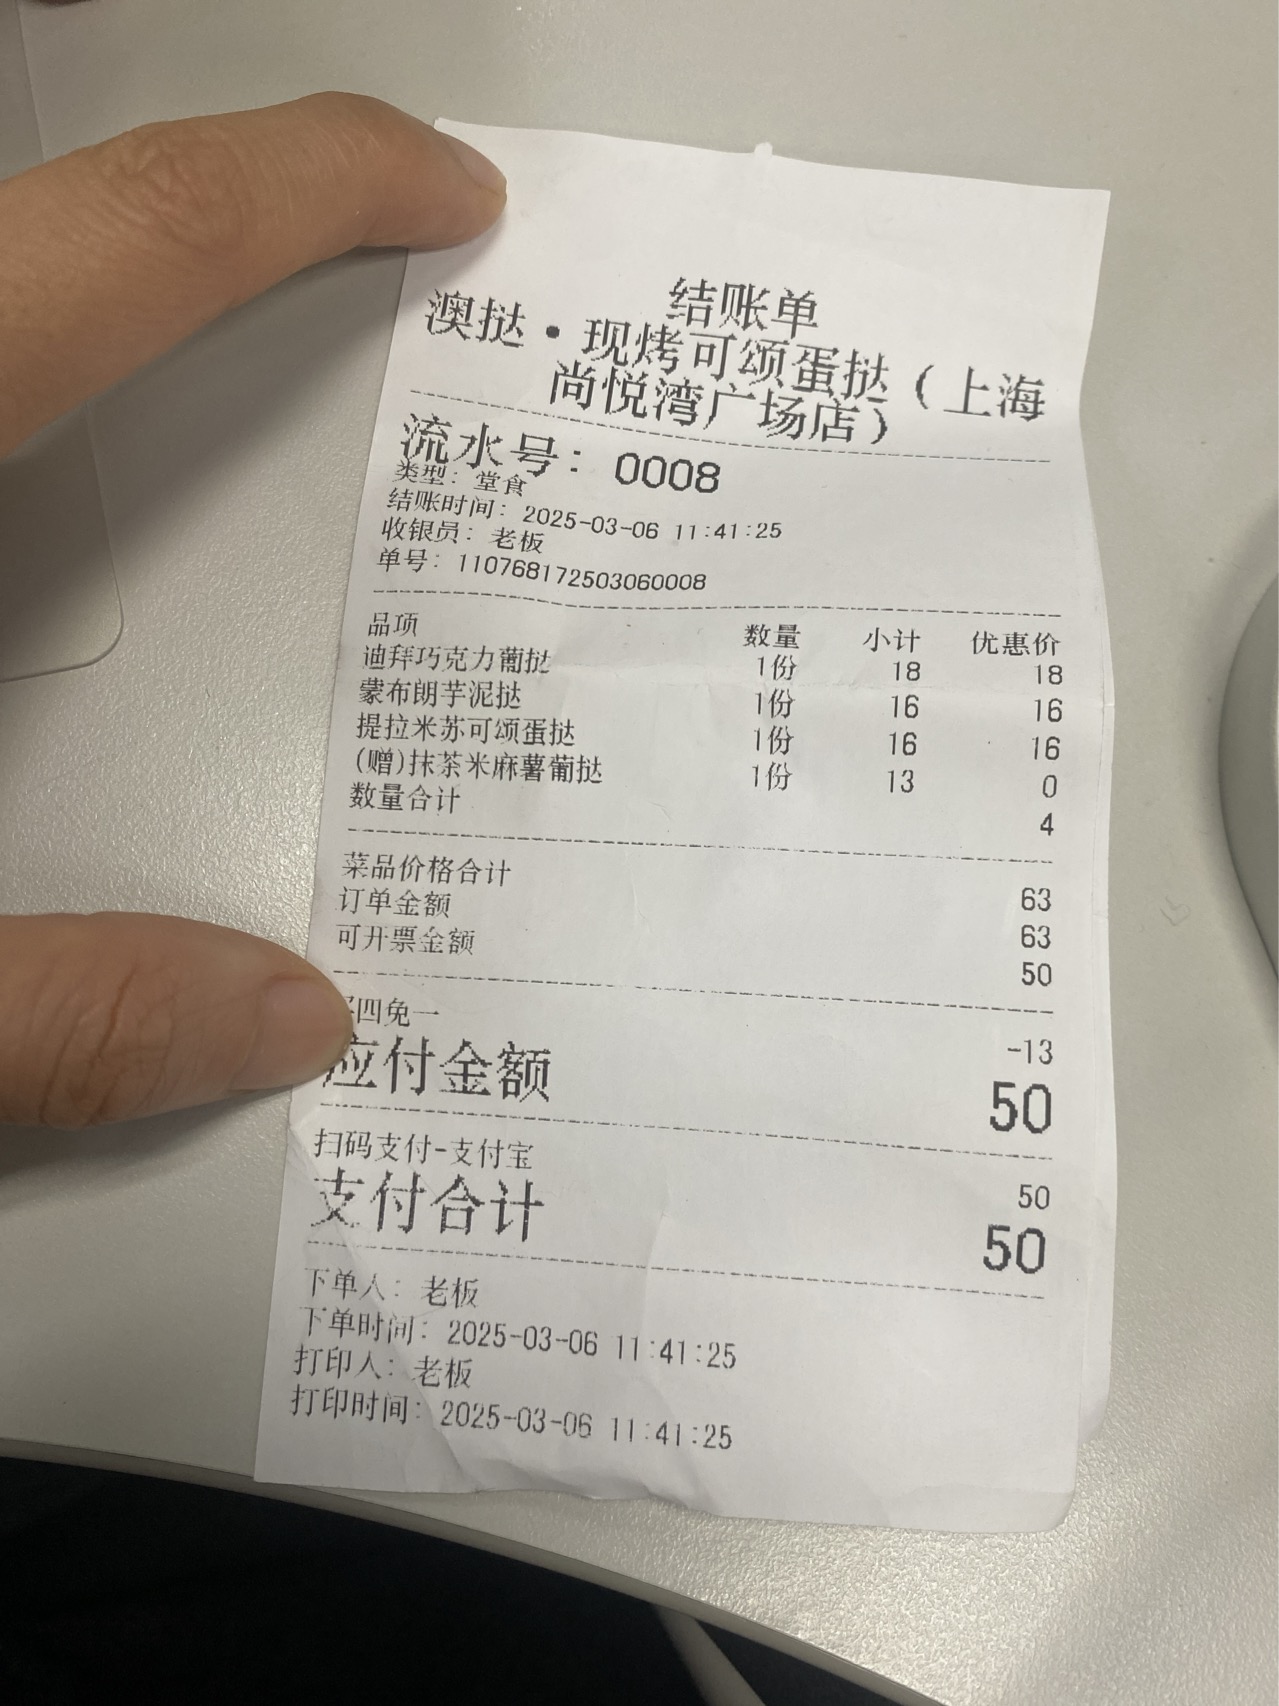 结账单
澳挞·现烤可颂蛋挞（上海
尚悦湾广场店）
流水号：0008
类型：堂食
结账时间：2025-03-06 11:41:25
收银员：老板
单号：110768172503060008
品项 数量 小计 优惠价
迪拜巧克力葡挞 1份 18 18
蒙布朗芋泥挞 1份 16 16
提拉米苏可颂蛋挞 1份 16 16
(赠)抹茶米麻薯葡挞 1份 13 0
数量合计 4
菜品价格合计 63
订单金额 63
可开票金额 50
四免一 -13
应付金额 50
扫码支付-支付宝 50
支付合计 50
下单人：老板
下单时间：2025-03-06 11:41:25
打印人：老板
打印时间：2025-03-06 11:41:25